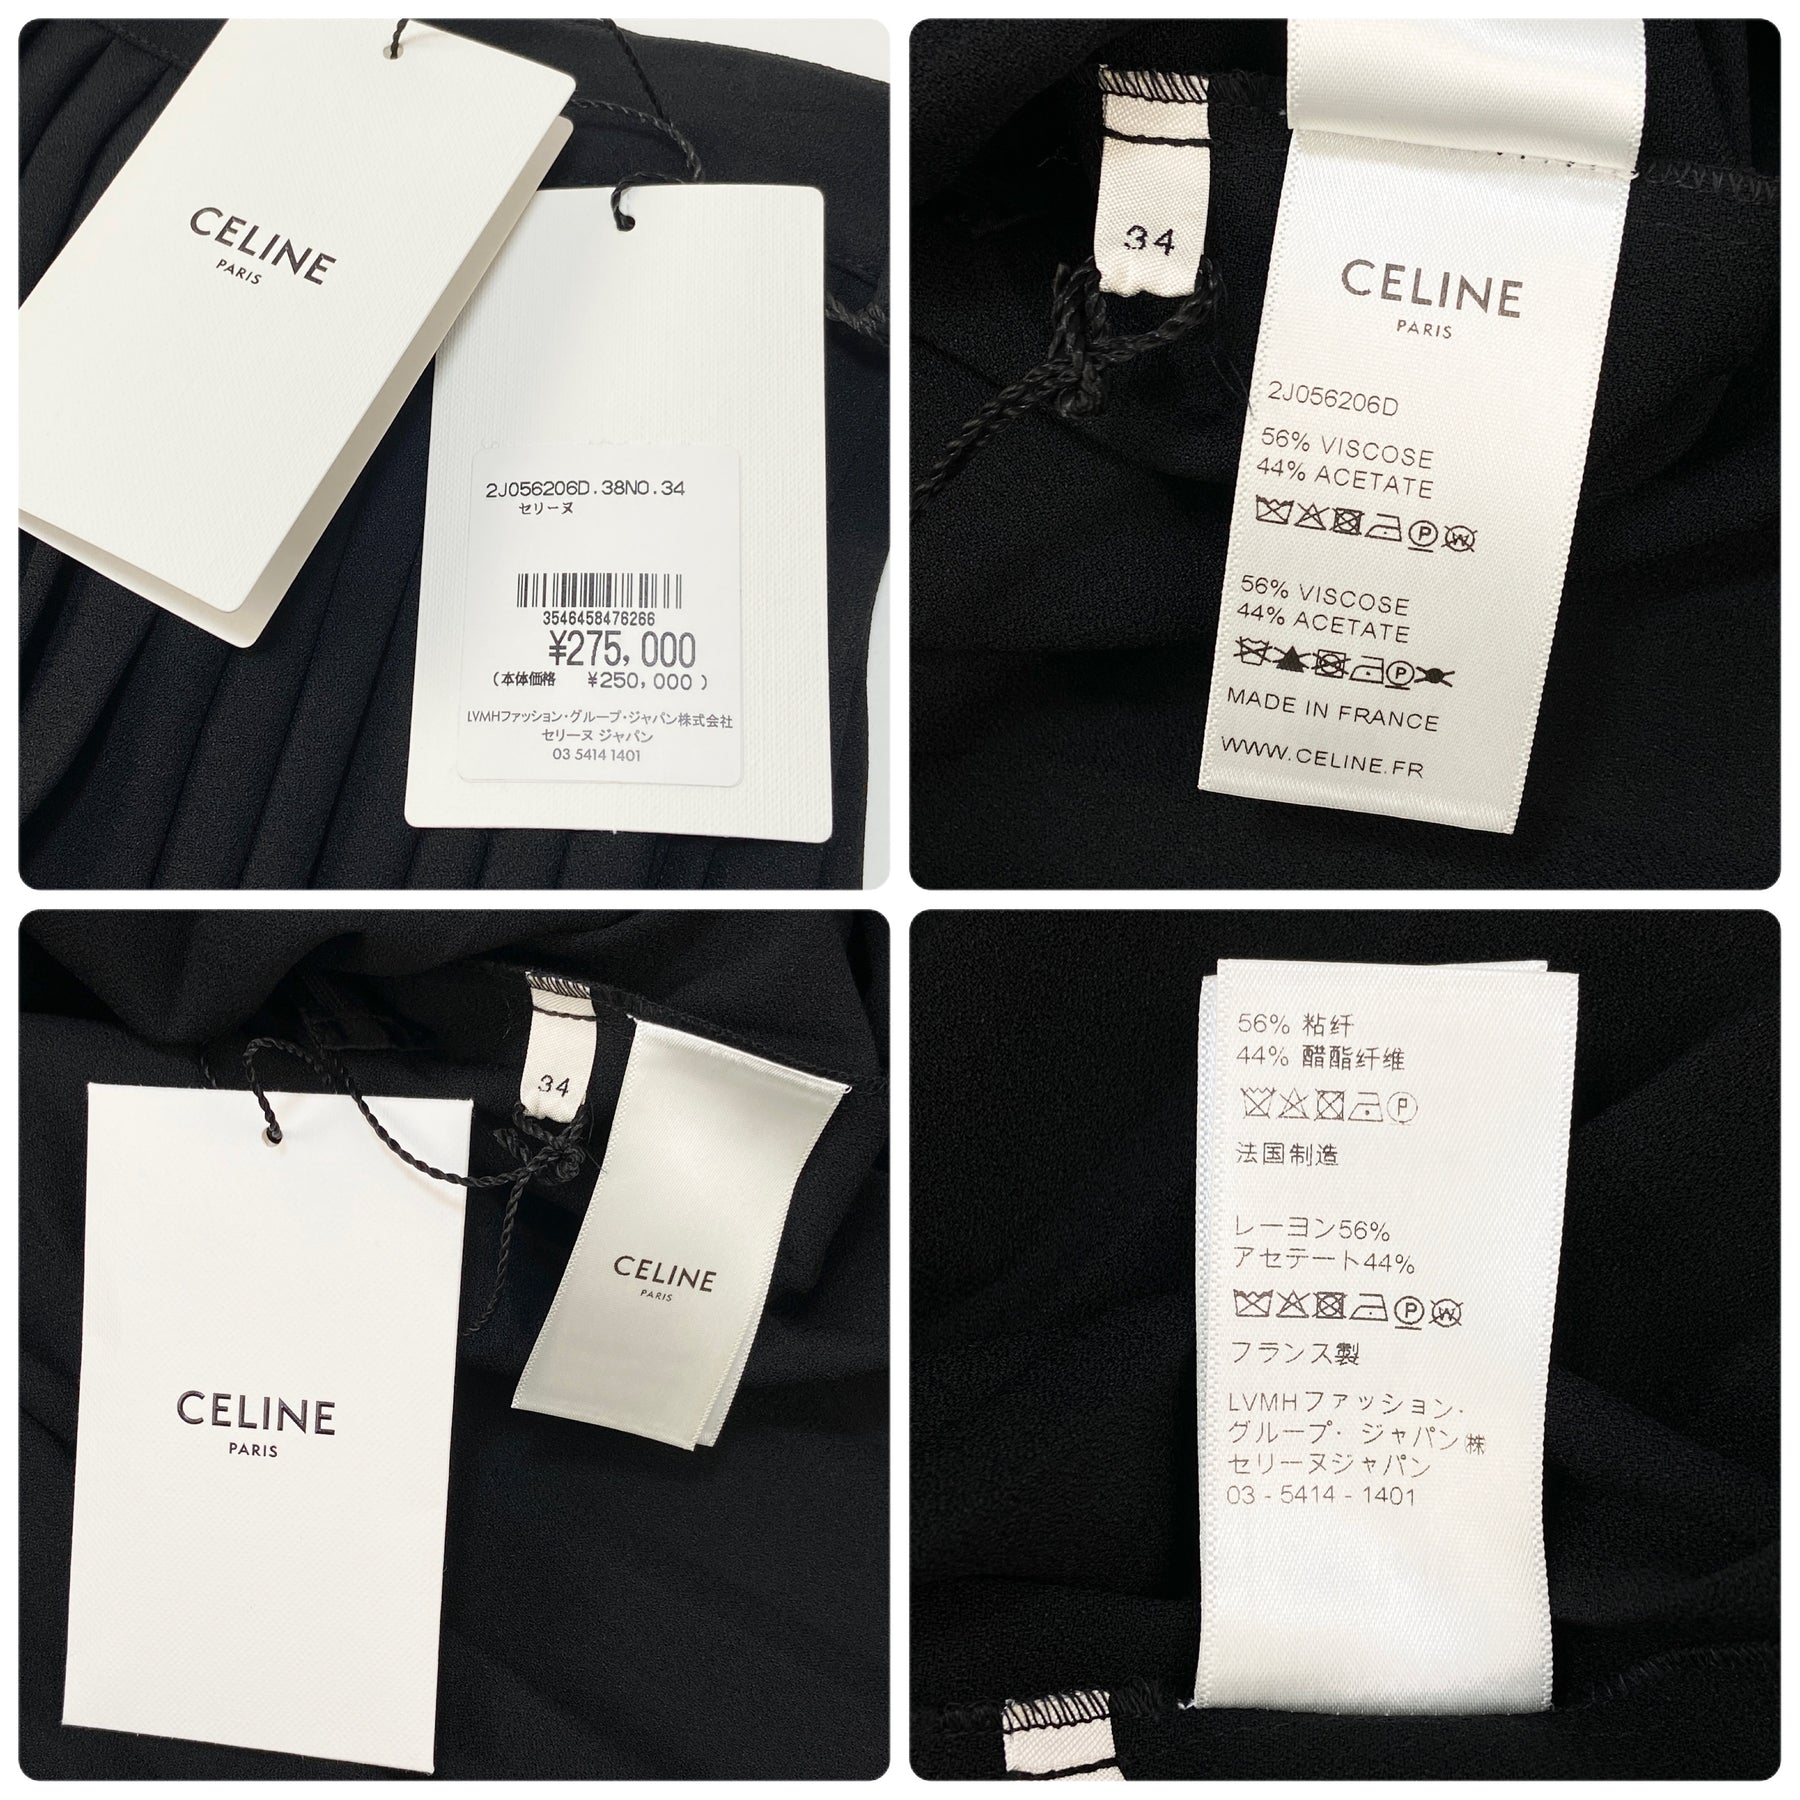 CELINE
PARIS
2J056206D.38NO.34
セリーヌ
3546458476266
¥275,000
(本体価格 ¥250,000)
LVMHファッション・グループ・ジャパン株式会社
セリーヌ ジャパン
03 5414 1401
34
CELINE
PARIS
2J056206D
56% VISCOSE
44% ACETATE
P W
56% VISCOSE
44% ACETATE
P
MADE IN FRANCE
WWW.CELINE.FR
34
CELINE
PARIS
CELINE
PARIS
56% 粘纤
44% 醋酯纤维
P
法国制造
レーヨン56%
アセテート44%
P W
フランス製
LVMHファッション・
グループ・ジャパン㈱
セリーヌジャパン
03 - 5414 - 1401